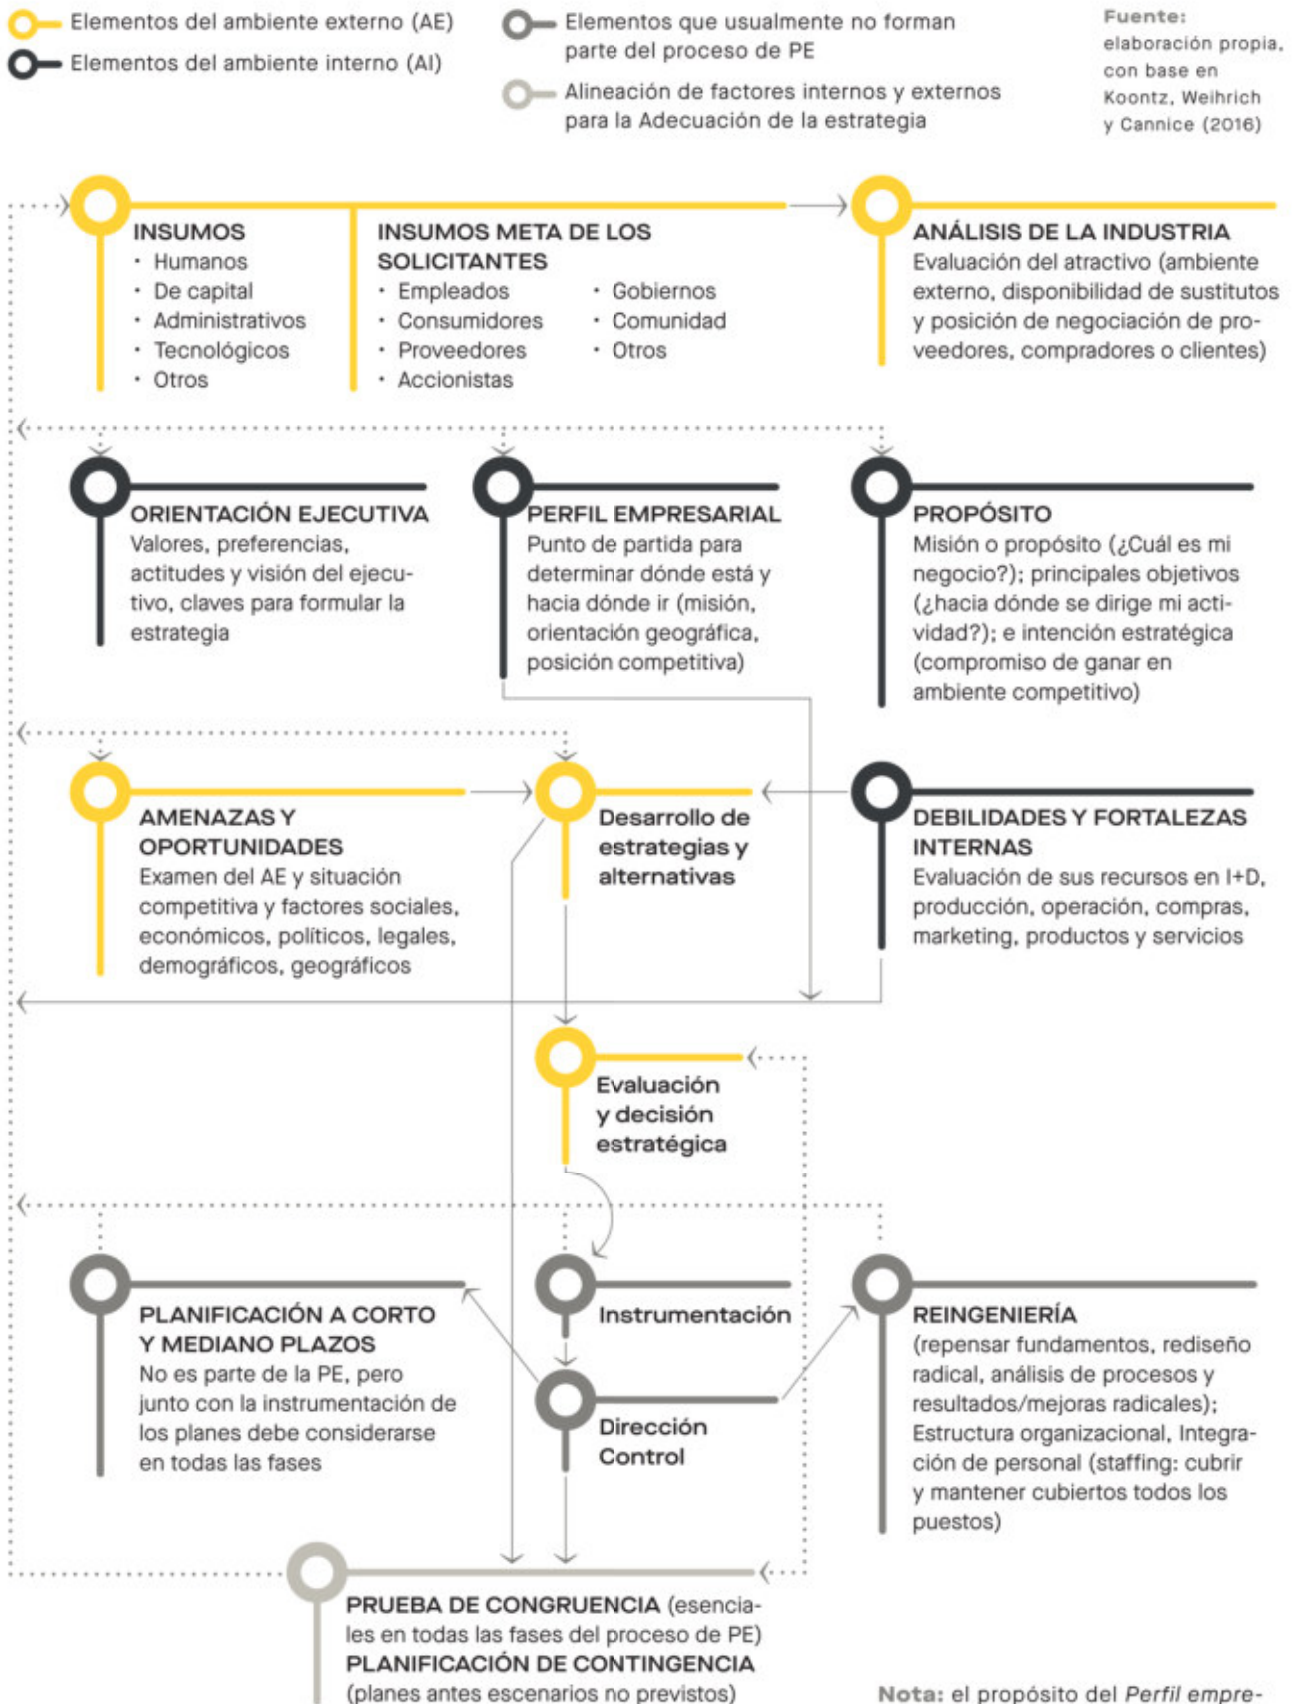 Elementos del ambiente externo (AE)
Elementos del ambiente interno (AI)
Elementos que usualmente no forman
parte del proceso de PE
Alineación de factores internos y externos
para la Adecuación de la estrategia
Fuente:
elaboración propia,
con base en
Koontz, Weihrich
y Cannice (2016)
INSUMOS
• Humanos
• De capital
• Administrativos
• Tecnológicos
• Otros
INSUMOS META DE LOS
SOLICITANTES
• Empleados
• Consumidores
• Proveedores
• Accionistas
• Gobiernos
• Comunidad
• Otros
ANÁLISIS DE LA INDUSTRIA
Evaluación del atractivo (ambiente
externo, disponibilidad de sustitutos
y posición de negociación de pro-
veedores, compradores o clientes)
ORIENTACIÓN EJECUTIVA
Valores, preferencias,
actitudes y visión del ejecu-
tivo, claves para formular la
estrategia
PERFIL EMPRESARIAL
Punto de partida para
determinar dónde está y
hacia dónde ir (misión,
orientación geográfica,
posición competitiva)
PROPÓSITO
Misión o propósito (¿Cuál es mi
negocio?); principales objetivos
(¿hacia dónde se dirige mi acti-
vidad?); e intención estratégica
(compromiso de ganar en
ambiente competitivo)
AMENAZAS Y
OPORTUNIDADES
Examen del AE y situación
competitiva y factores sociales,
económicos, políticos, legales,
demográficos, geográficos
Desarrollo de
estrategias y
alternativas
DEBILIDADES Y FORTALEZAS
INTERNAS
Evaluación de sus recursos en I+D,
producción, operación, compras,
marketing, productos y servicios
Evaluación
y decisión
estratégica
PLANIFICACIÓN A CORTO
Y MEDIANO PLAZOS
No es parte de la PE, pero
junto con la instrumentación de
los planes debe considerarse
en todas las fases
Instrumentación
Dirección
Control
REINGENIERÍA
(repensar fundamentos, rediseño
radical, análisis de procesos y
resultados/mejoras radicales);
Estructura organizacional, Integra-
ción de personal (staffing: cubrir
y mantener cubiertos todos los
puestos)
PRUEBA DE CONGRUENCIA (esencia-
les en todas las fases del proceso de PE)
PLANIFICACIÓN DE CONTINGENCIA
(planes antes escenarios no previstos)
Nota: el propósito del Perfil empre-